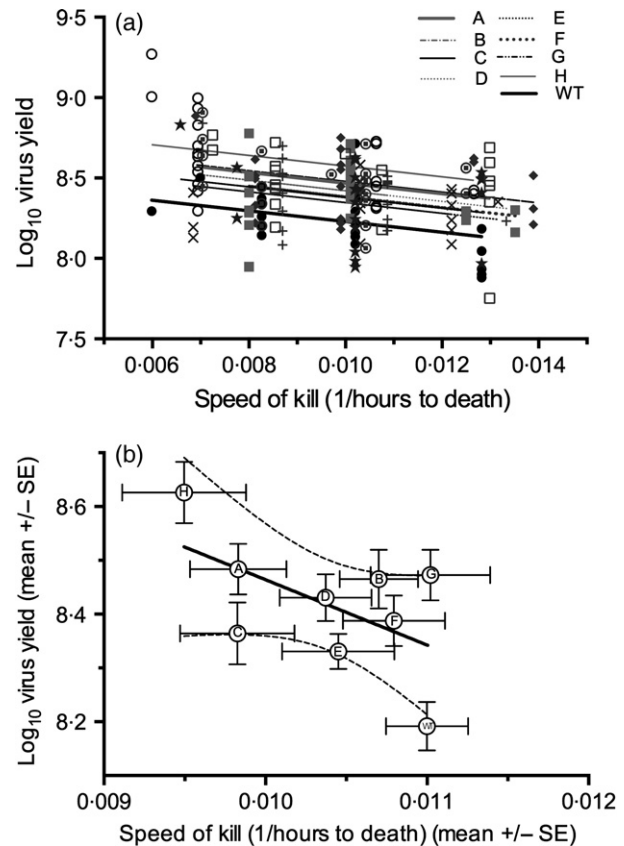 (a)
A
B
C
D
E
F
G
H
WT
9·5
9·0
8·5
8·0
7·5
Log10 virus yield
0·006 0·008 0·010 0·012 0·014
Speed of kill (1/hours to death)
(b)
8·6
8·4
8·2
Log10 virus yield (mean +/– SE)
H
A
B
G
D
F
C
E
WT
0·009 0·010 0·011 0·012
Speed of kill (1/hours to death) (mean +/– SE)